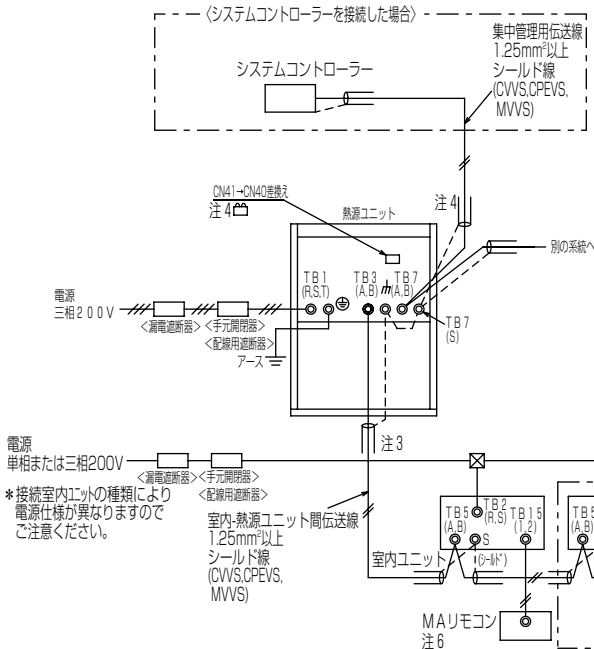 〈システムコントローラーを接続した場合〉
集中管理用伝送線
1.25mm²以上
シールド線
(CVVS,CPEVS,
MVVS)
システムコントローラー
CN41→CN40差換え
注4
熱源ユニット
注4
別の系統へ
TB1
(R,S,T)
TB3
(A,B)
TB7
(A,B)
TB7
(S)
電源
三相200V
<漏電遮断器>
<手元開閉器>
<配線用遮断器>
アース
注3
電源
単相または三相200V
<漏電遮断器>
<手元開閉器>
<配線用遮断器>
*接続室内ユニットの種類により
電源仕様が異なりますので
ご注意ください。
室内-熱源ユニット間伝送線
1.25mm²以上
シールド線
(CVVS,CPEVS,
MVVS)
TB5
(A,B)
TB2
(R,S)
TB15
(1,2)
S
(シールド)
室内ユニット
TB5
(A,B)
MAリモコン
注6